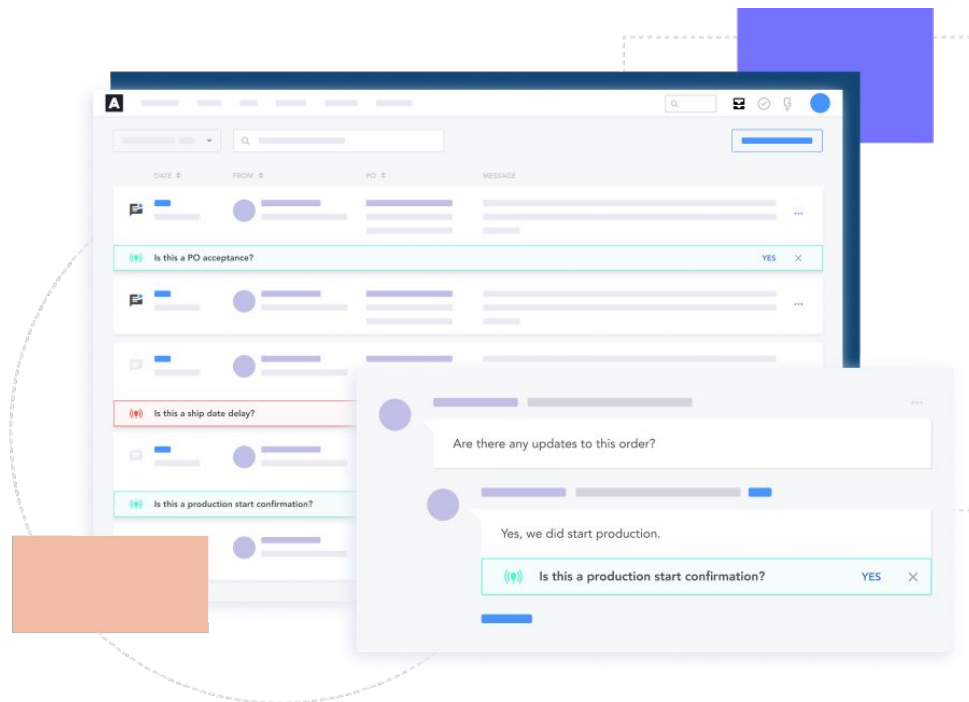 A
DATE FROM PO MESSAGE
Is this a PO acceptance? YES
Is this a ship date delay?
Is this a production start confirmation?
Are there any updates to this order?
Yes, we did start production.
Is this a production start confirmation? YES